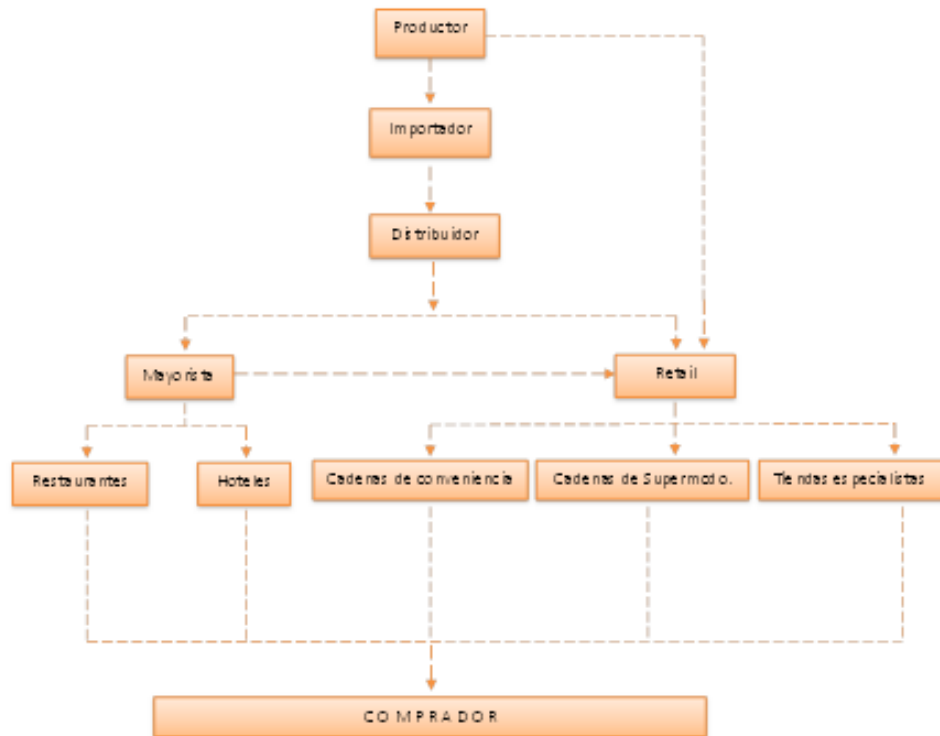 Productor
Importador
Distribuidor
Mayorista
Retail
Restaurantes
Hoteles
Cadenas de conveniencia
Cadenas de Supermcdo.
Tiendas especialistas
COMPRADOR